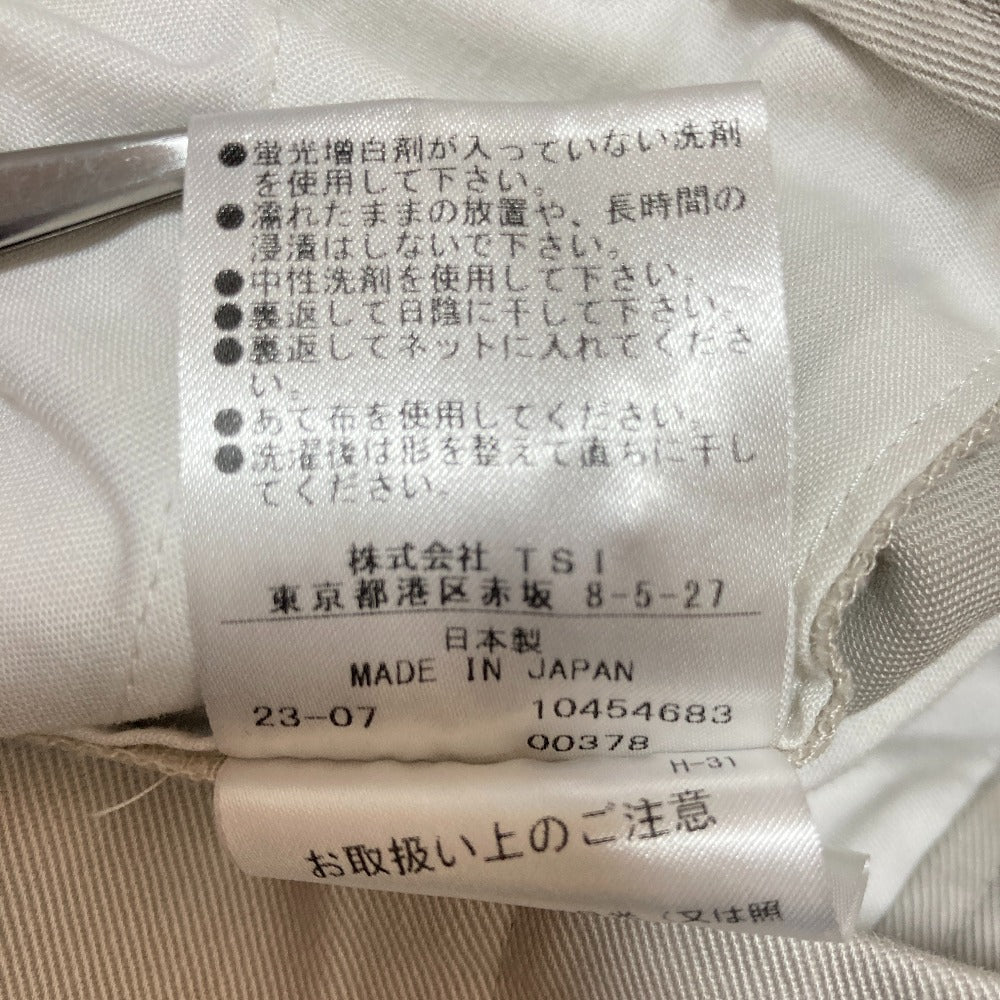 ●蛍光増白剤が入っていない洗剤
を使用して下さい。
●濡れたままの放置や、長時間の
浸漬はしないで下さい。
●中性洗剤を使用して下さい。
●裏返して日陰に干して下さい。
●裏返してネットに入れてくださ
い。
●あて布を使用してください。
●洗濯後は形を整えて直ちに干し
てください。
株式会社 TSI
東京都港区赤坂 8-5-27
日本製
MADE IN JAPAN
23-07 10454683
00378
H-31
お取扱い上のご注意
(又は照